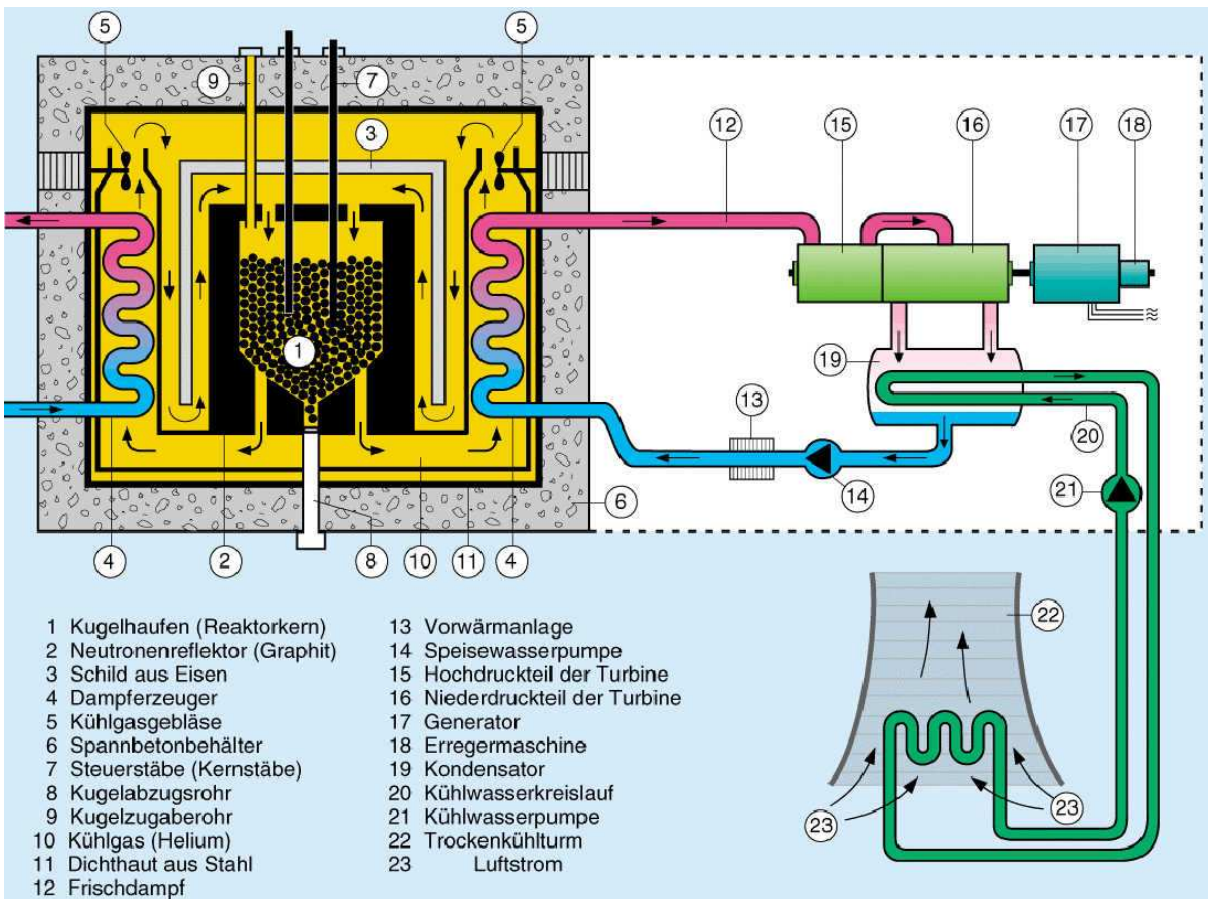 5
5
9
7
3
12
15
16
17
18
1
19
13
20
14
21
6
4
2
8
10
11
4
22
23
23
1 Kugelhaufen (Reaktorkern)
2 Neutronenreflektor (Graphit)
3 Schild aus Eisen
4 Dampferzeuger
5 Kühlgasgebläse
6 Spannbetonbehälter
7 Steuerstäbe (Kernstäbe)
8 Kugelabzugsrohr
9 Kugelzugaberohr
10 Kühlgas (Helium)
11 Dichthaut aus Stahl
12 Frischdampf
13 Vorwärmanlage
14 Speisewasserpumpe
15 Hochdruckteil der Turbine
16 Niederdruckteil der Turbine
17 Generator
18 Erregermaschine
19 Kondensator
20 Kühlwasserkreislauf
21 Kühlwasserpumpe
22 Trockenkühlturm
23 Luftstrom